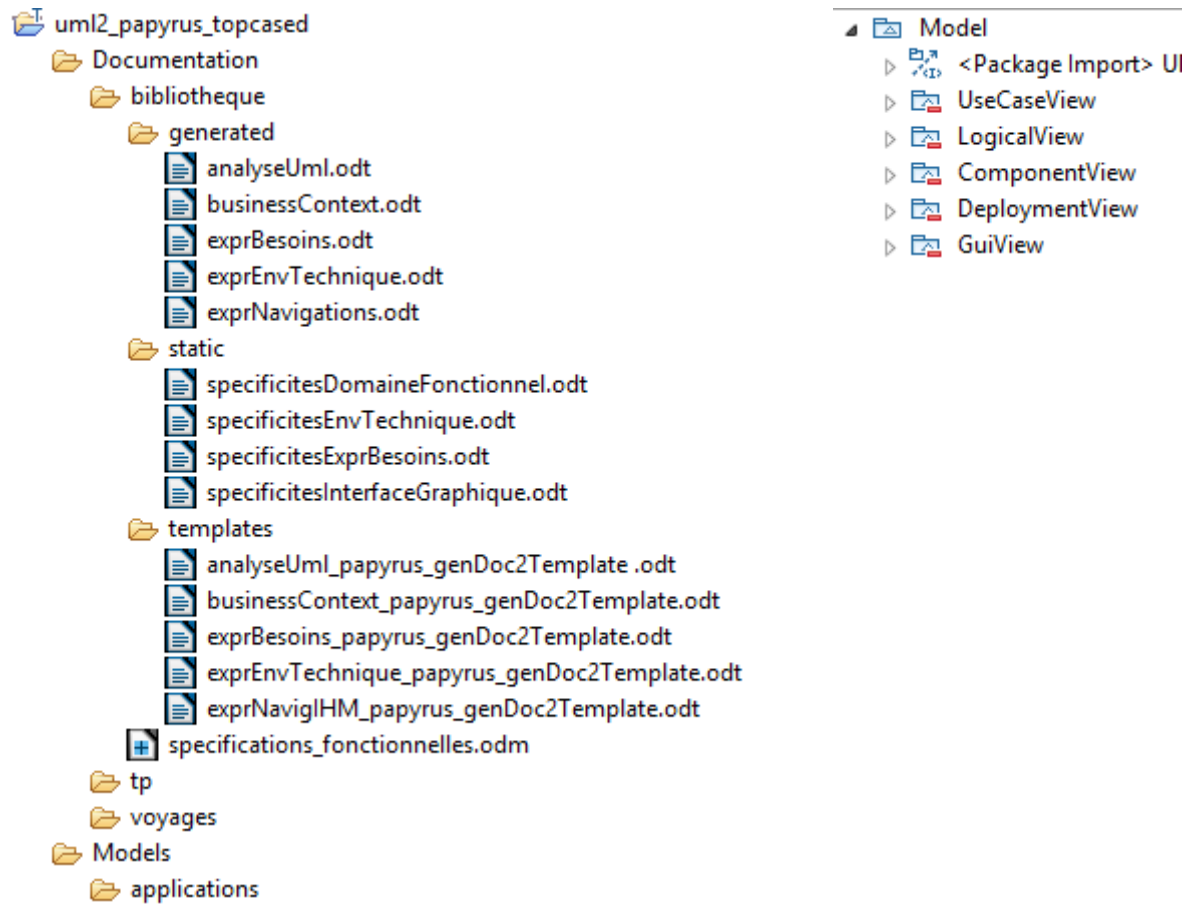 uml2_papyrus_topcased
Documentation
bibliotheque
generated
analyseUml.odt
businessContext.odt
exprBesoins.odt
exprEnvTechnique.odt
exprNavigations.odt
static
specificitesDomaineFonctionnel.odt
specificitesEnvTechnique.odt
specificitesExprBesoins.odt
specificitesInterfaceGraphique.odt
templates
analyseUml_papyrus_genDoc2Template .odt
businessContext_papyrus_genDoc2Template.odt
exprBesoins_papyrus_genDoc2Template.odt
exprEnvTechnique_papyrus_genDoc2Template.odt
exprNavigIHM_papyrus_genDoc2Template.odt
specifications_fonctionnelles.odm
tp
voyages
Models
applications
Model
<Package Import>
UseCaseView
LogicalView
ComponentView
DeploymentView
GuiView